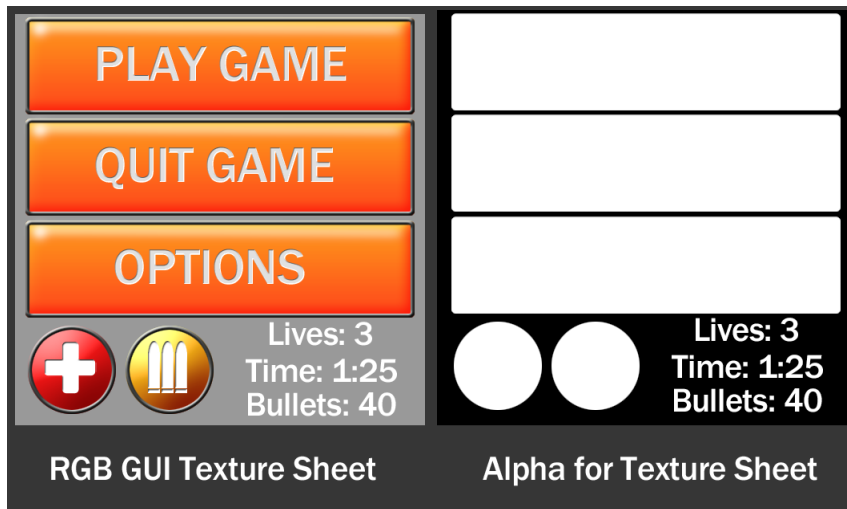 PLAY GAME
QUIT GAME
OPTIONS
Lives: 3
Time: 1:25
Bullets: 40
RGB GUI Texture Sheet
Lives: 3
Time: 1:25
Bullets: 40
Alpha for Texture Sheet